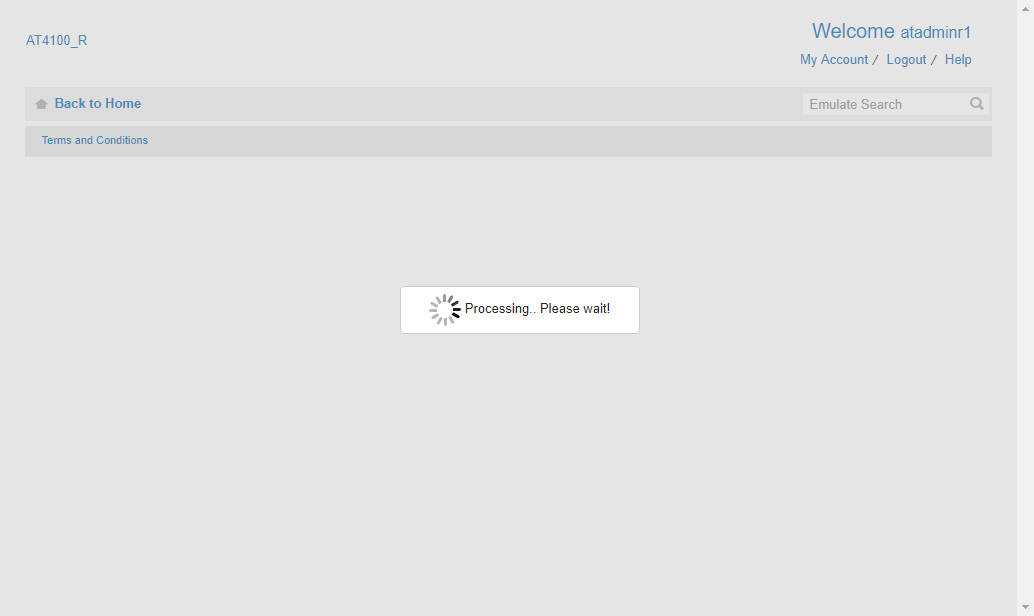 AT4100_R
Welcome atadminr1
My Account / Logout / Help
Back to Home
Emulate Search
Terms and Conditions
Processing.. Please wait!